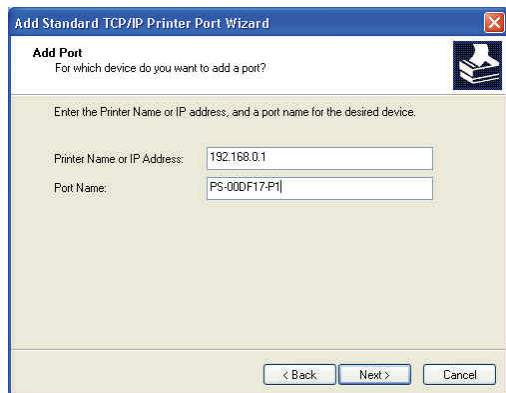 Add Standard TCP/IP Printer Port Wizard
Add Port
For which device do you want to add a port?
Enter the Printer Name or IP address, and a port name for the desired device.
Printer Name or IP Address: 192.168.0.1
Port Name: PS-00DF17-P1
< Back Next > Cancel